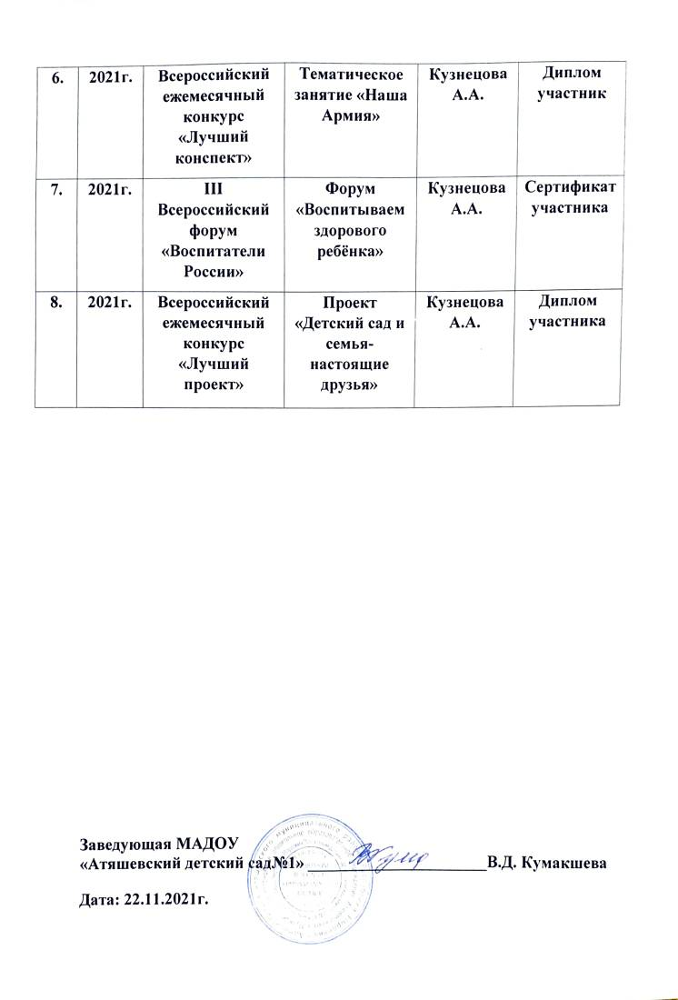 6. 2021г. Всероссийский Тематическое Кузнецова Диплом
ежемесячный занятие «Наша А.А. участник
конкурс Армия»
«Лучший
конспект»
7. 2021г. III Форум Кузнецова Сертификат
Всероссийский «Воспитываем А.А. участника
форум здорового
«Воспитатели ребёнка»
России»
8. 2021г. Всероссийский Проект Кузнецова Диплом
ежемесячный «Детский сад и А.А. участника
конкурс семья-
«Лучший настоящие
проект» друзья»
Заведующая МАДОУ
«Атяшевский детский сад№1» В.Д. Кумакшева
Дата: 22.11.2021г.